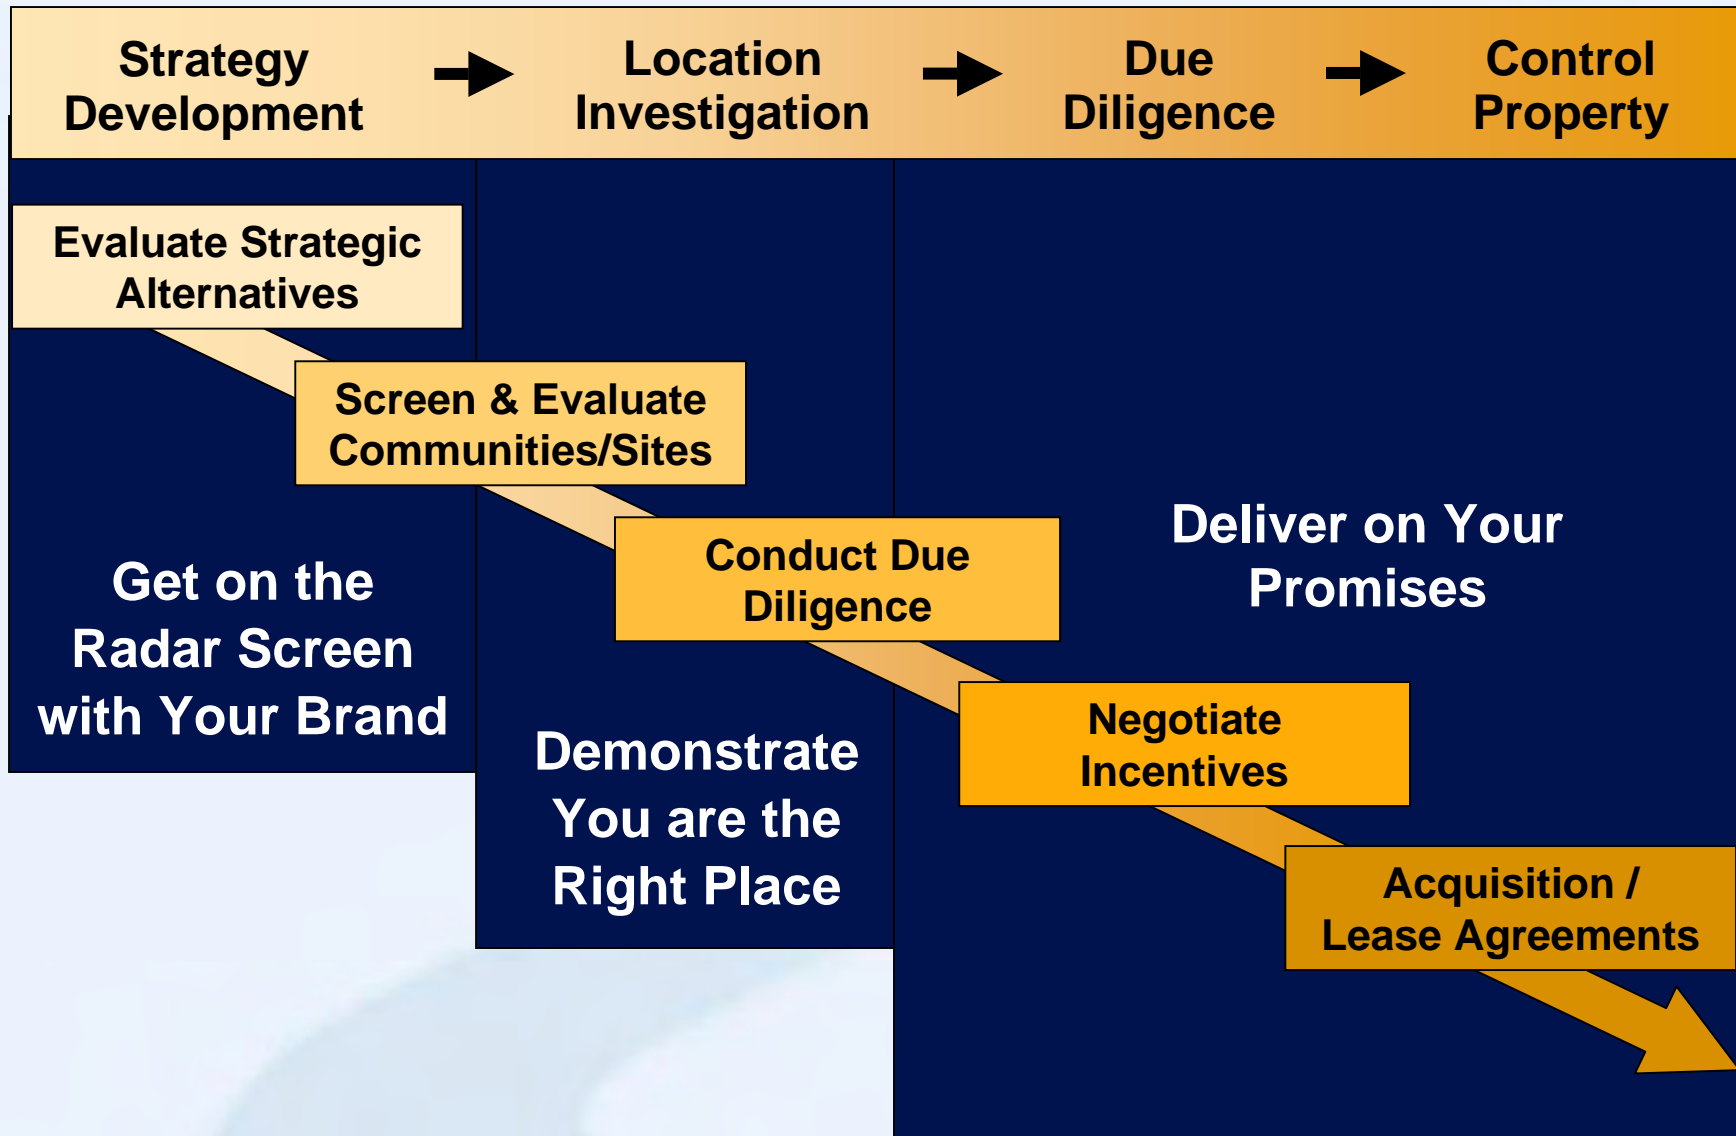 Strategy
Development
Location
Investigation
Due
Diligence
Control
Property
Evaluate Strategic
Alternatives
Screen & Evaluate
Communities/Sites
Conduct Due
Diligence
Negotiate
Incentives
Acquisition /
Lease Agreements
Get on the
Radar Screen
with Your Brand
Demonstrate
You are the
Right Place
Deliver on Your
Promises